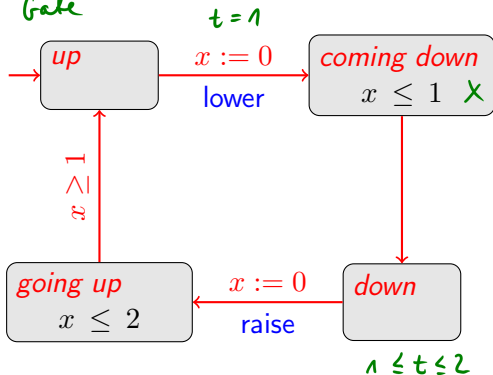 Gate
t = 1
up
x := 0
lower
coming down
x ≤ 1 X
x ≥ 1
going up
x ≤ 2
x := 0
raise
down
1 ≤ t ≤ 2